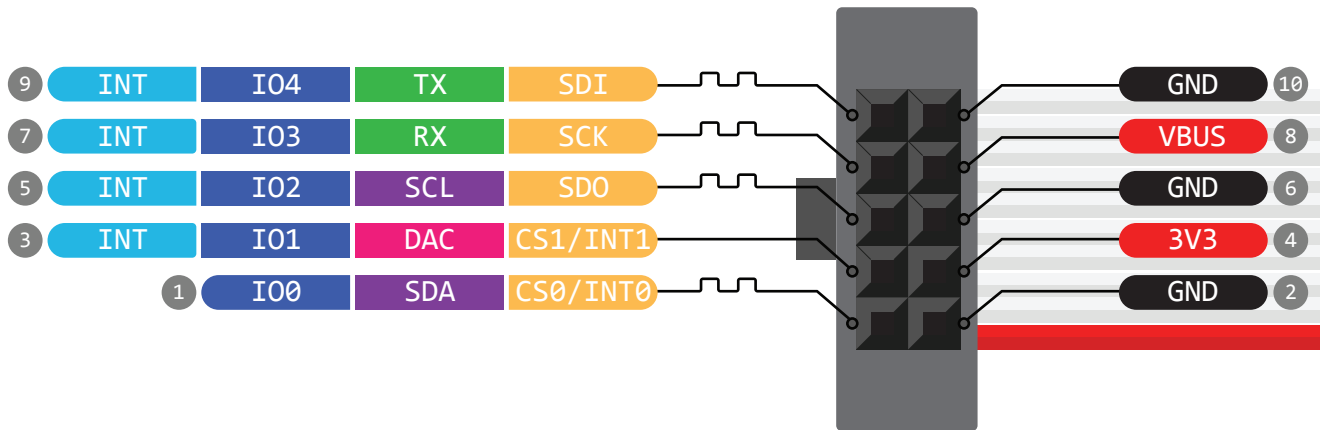 9 INT IO4 TX SDI GND 10
7 INT IO3 RX SCK VBUS 8
5 INT IO2 SCL SDO GND 6
3 INT IO1 DAC CS1/INT1 3V3 4
1 IO0 SDA CS0/INT0 GND 2